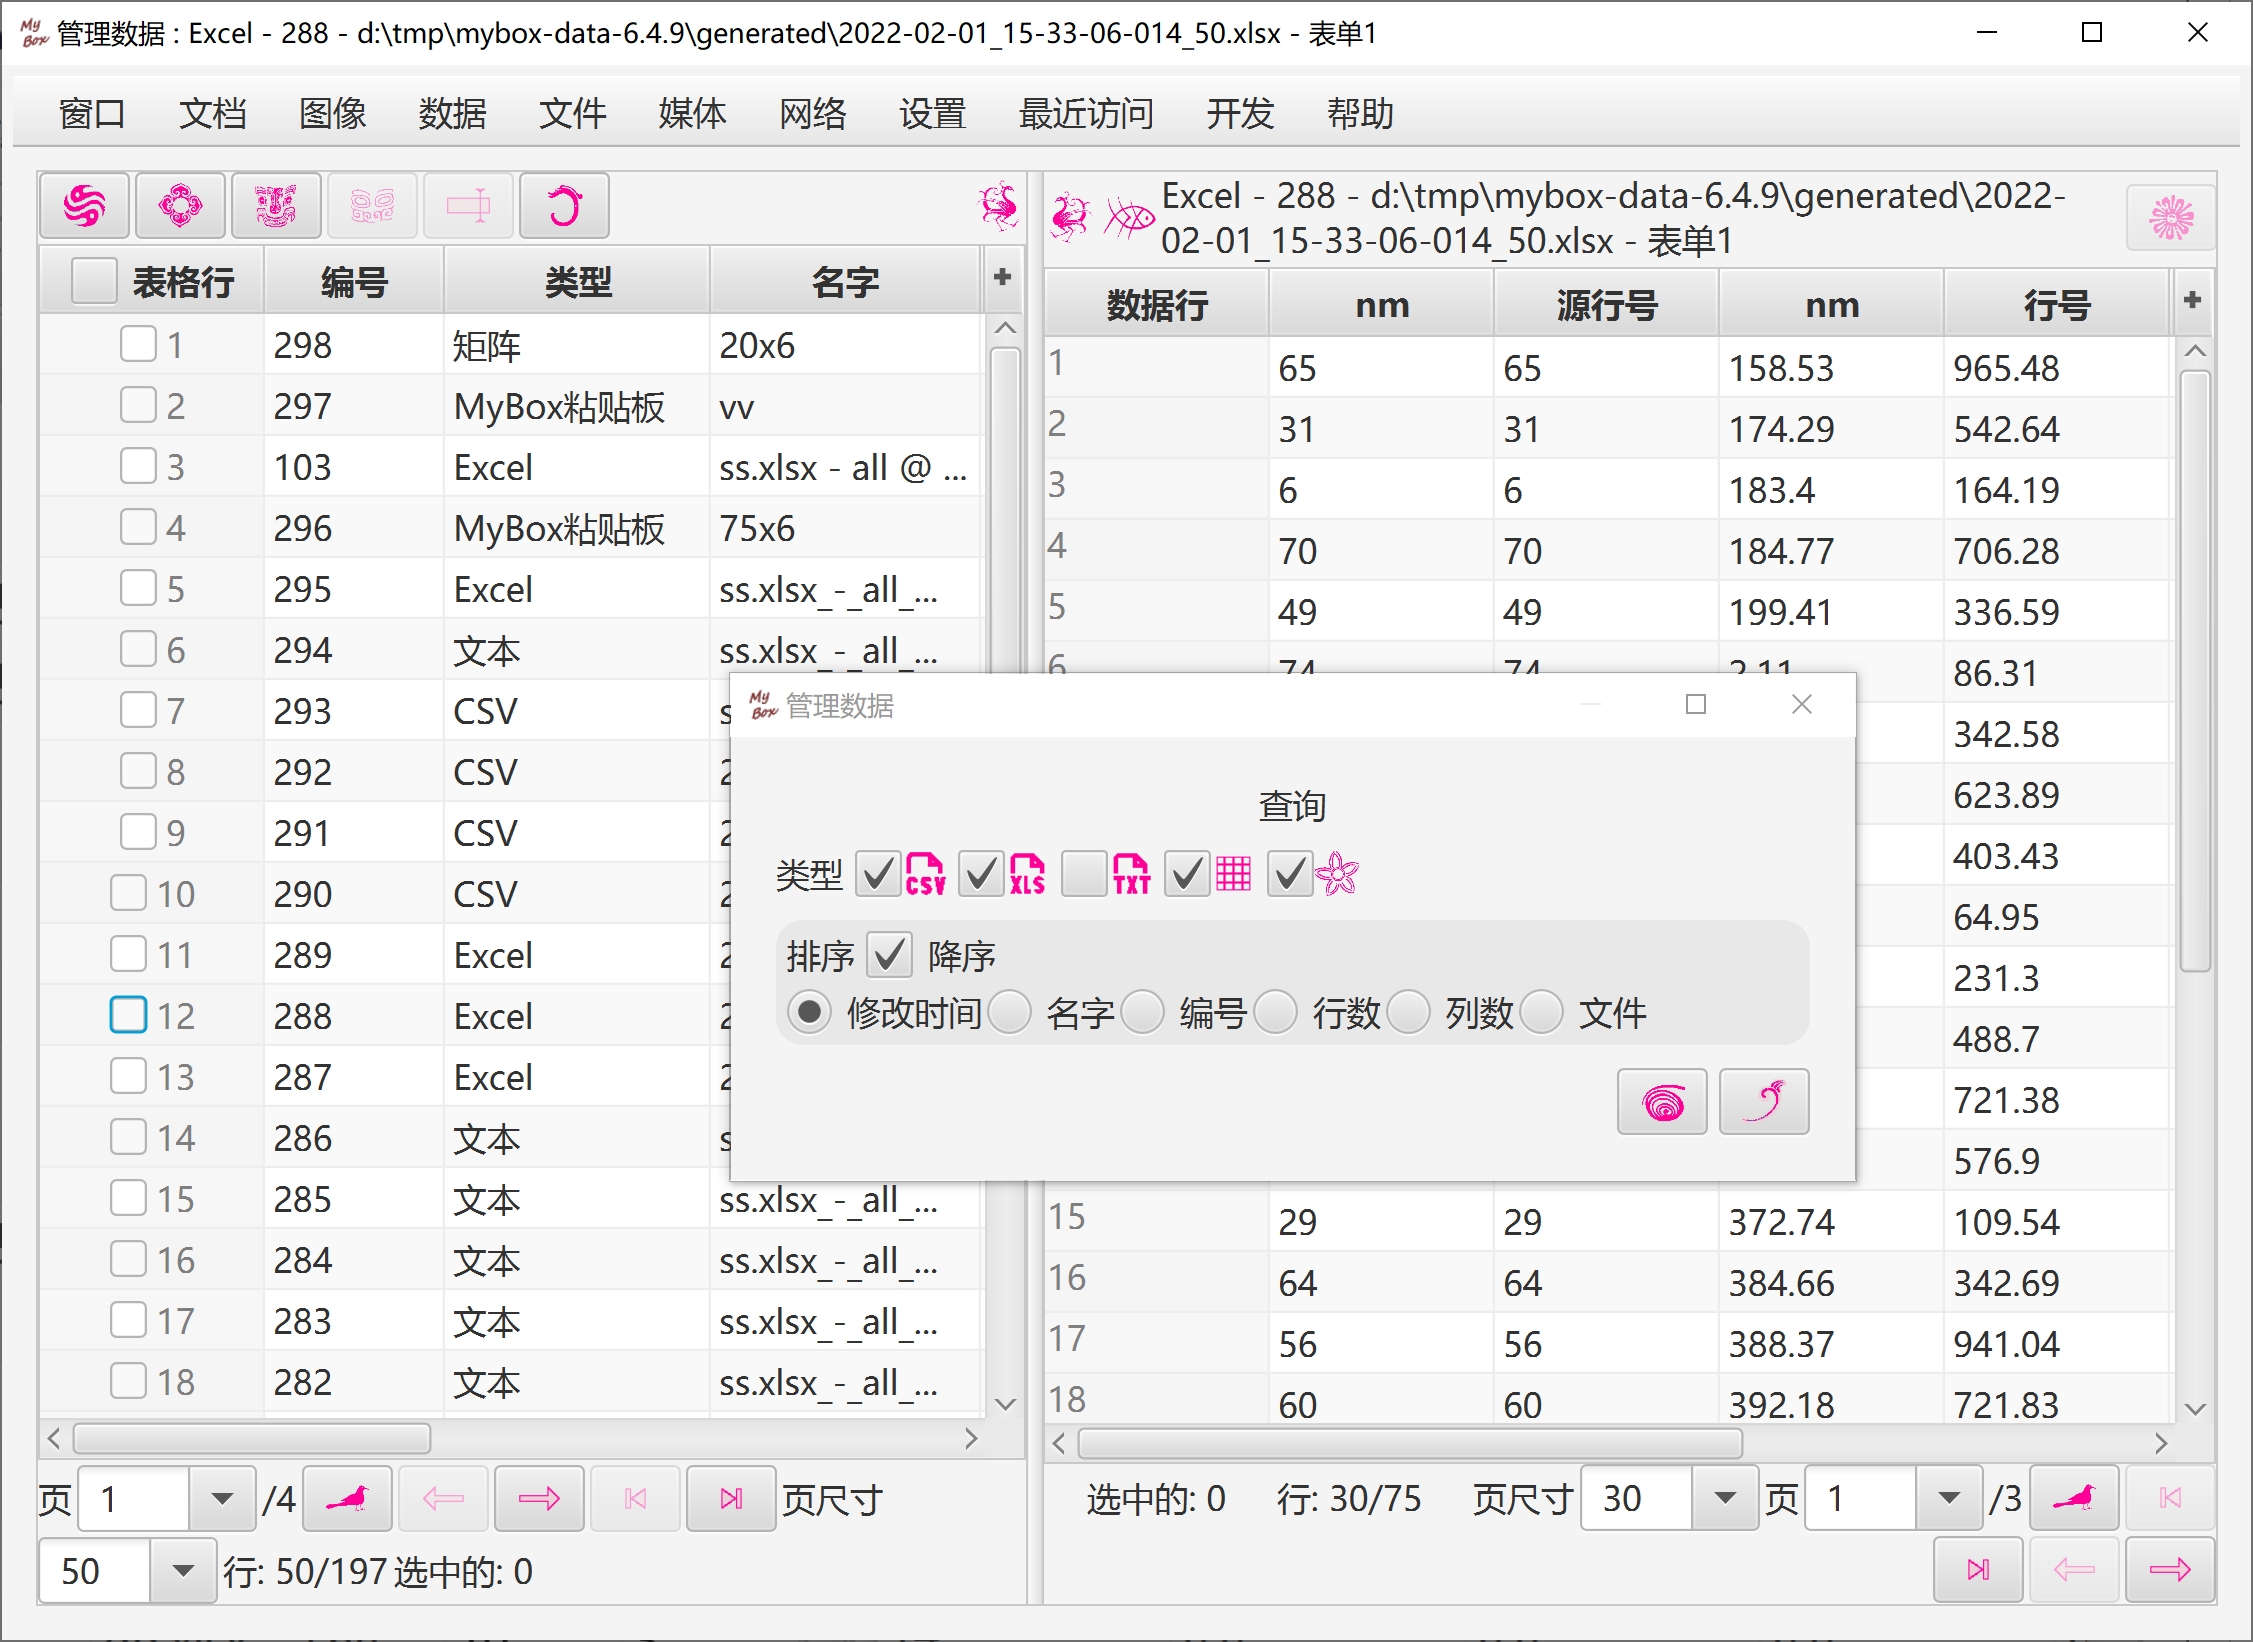 My Box 管理数据 : Excel - 288 - d:\tmp\mybox-data-6.4.9\generated\2022-02-01_15-33-06-014_50.xlsx - 表单1
窗口 文档 图像 数据 文件 媒体 网络 设置 最近访问 开发 帮助
表格行 编号 类型 名字 +
1 298 矩阵 20x6
2 297 MyBox粘贴板 vv
3 103 Excel ss.xlsx - all @ ...
4 296 MyBox粘贴板 75x6
5 295 Excel ss.xlsx_-_all_...
6 294 文本 ss.xlsx_-_all_...
7 293 CSV
8 292 CSV
9 291 CSV
10 290 CSV
11 289 Excel
12 288 Excel
13 287 Excel
14 286 文本
15 285 文本 ss.xlsx_-_all_...
16 284 文本 ss.xlsx_-_all_...
17 283 文本 ss.xlsx_-_all_...
18 282 文本 ss.xlsx_-_all_...
页 1 /4 页尺寸
50 行: 50/197 选中的: 0
Excel - 288 - d:\tmp\mybox-data-6.4.9\generated\2022-
02-01_15-33-06-014_50.xlsx - 表单1
数据行 nm 源行号 nm 行号 +
1 65 65 158.53 965.48
2 31 31 174.29 542.64
3 6 6 183.4 164.19
4 70 70 184.77 706.28
5 49 49 199.41 336.59
6 74 74 2.11 86.31
342.58
623.89
403.43
64.95
231.3
488.7
721.38
576.9
15 29 29 372.74 109.54
16 64 64 384.66 342.69
17 56 56 388.37 941.04
18 60 60 392.18 721.83
选中的: 0 行: 30/75 页尺寸 30 页 1 /3
My Box 管理数据
查询
类型 CSV XLS TXT
排序 降序
修改时间 名字 编号 行数 列数 文件